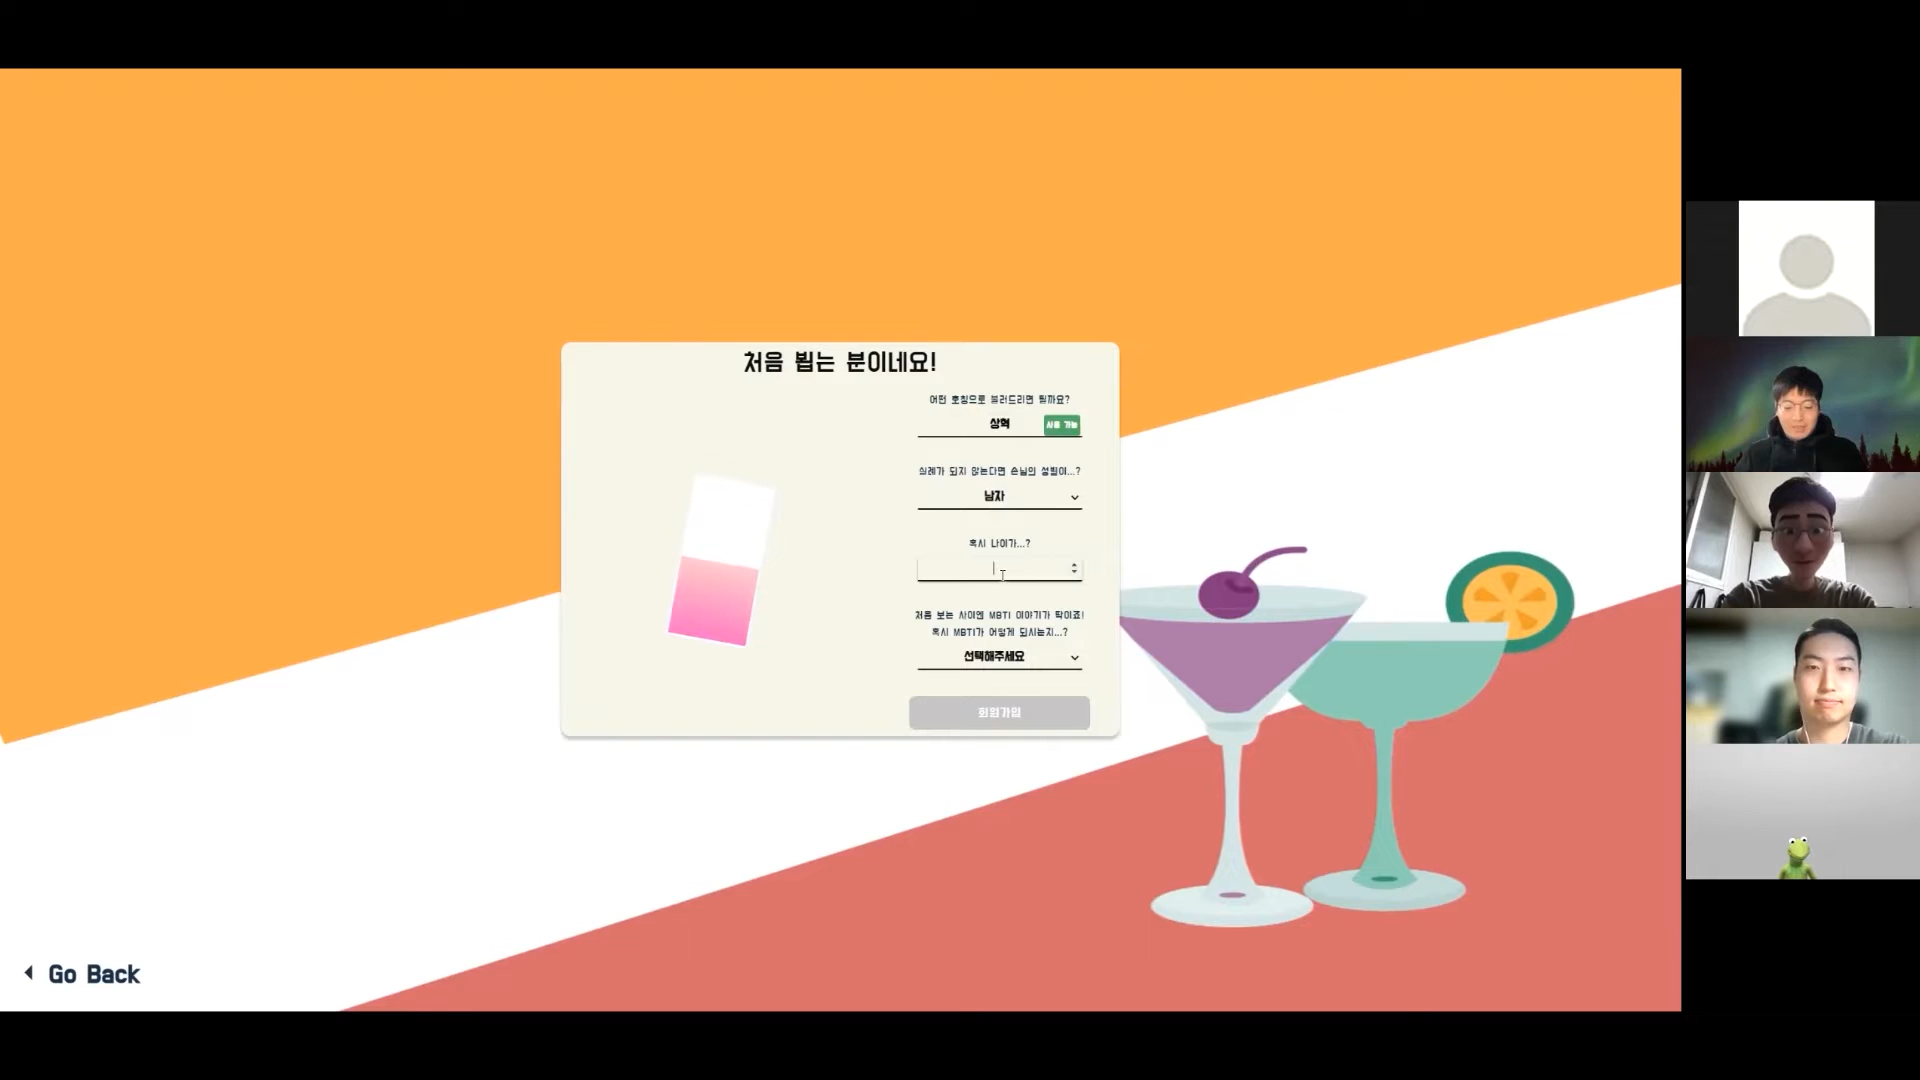 처음 뵙는 분이네요!
어떤 호칭으로 불러드리면 될까요?
상혁
사용 가능
실례가 되지 않는다면 손님의 성별이...?
남자
혹시 나이가...?
처음 보는 사이엔 MBTI 이야기가 딱이죠!
혹시 MBTI가 어떻게 되시는지...?
선택해주세요
회원가입
Go Back